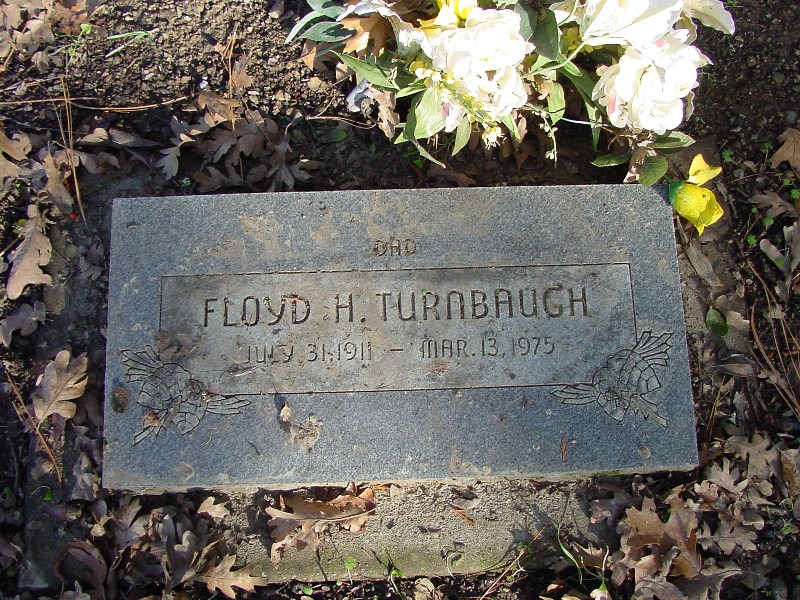 DAD
FLOYD H. TURNBAUGH
JULY 31, 1911 – MAR. 13, 1975